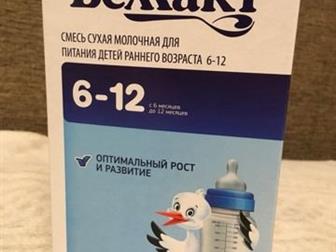 Беллакт
СМЕСЬ СУХАЯ МОЛОЧНАЯ ДЛЯ
ПИТАНИЯ ДЕТЕЙ РАННЕГО ВОЗРАСТА 6-12
6-12 с 6 месяцев
до 12 месяцев
ОПТИМАЛЬНЫЙ РОСТ
И РАЗВИТИЕ